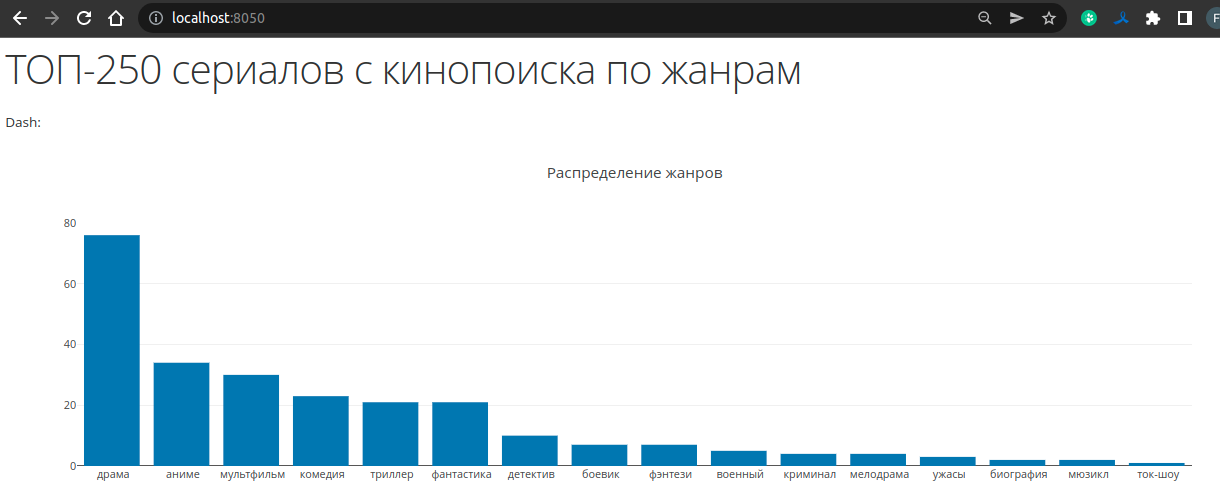 localhost:8050
F
ТОП-250 сериалов с кинопоиска по жанрам
Dash:
Распределение жанров
80
60
40
20
0
драма аниме мультфильм комедия триллер фантастика детектив боевик фэнтези военный криминал мелодрама ужасы биография мюзикл ток-шоу